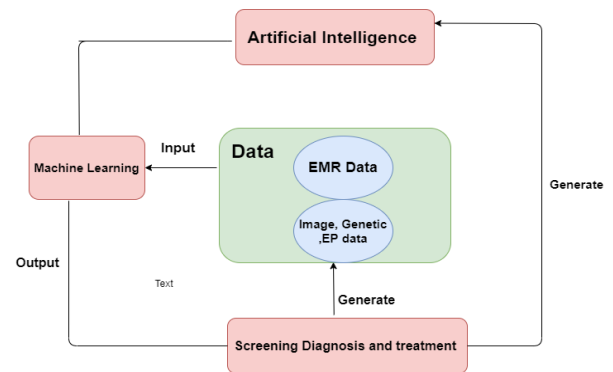 Artificial Intelligence
Machine Learning
Input
Data
EMR Data
Image, Genetic
,EP data
Generate
Output
Text
Generate
Screening Diagnosis and treatment